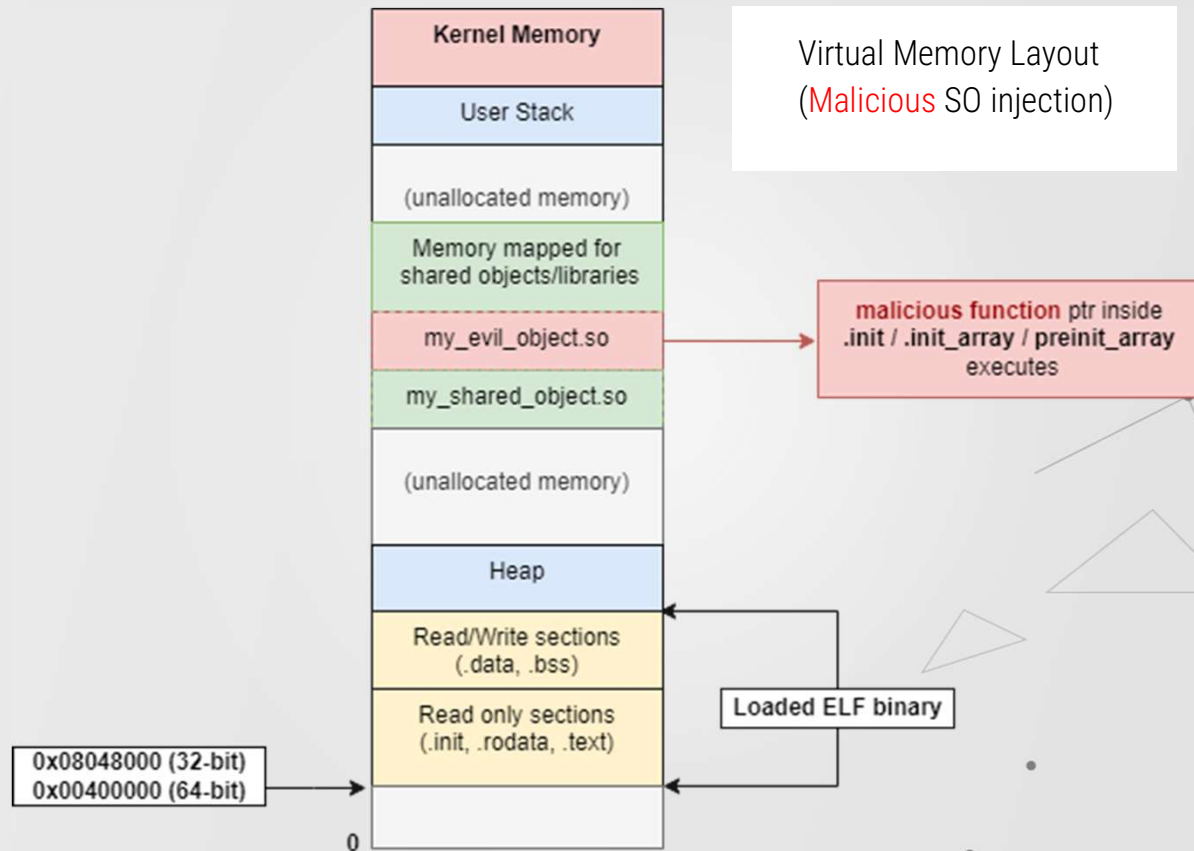 Kernel Memory
Virtual Memory Layout
(Malicious SO injection)
User Stack
(unallocated memory)
Memory mapped for
shared objects/libraries
my_evil_object.so
malicious function ptr inside
.init / .init_array / preinit_array
executes
my_shared_object.so
(unallocated memory)
Heap
Read/Write sections
(.data, .bss)
Read only sections
(.init, .rodata, .text)
Loaded ELF binary
0x08048000 (32-bit)
0x00400000 (64-bit)
0